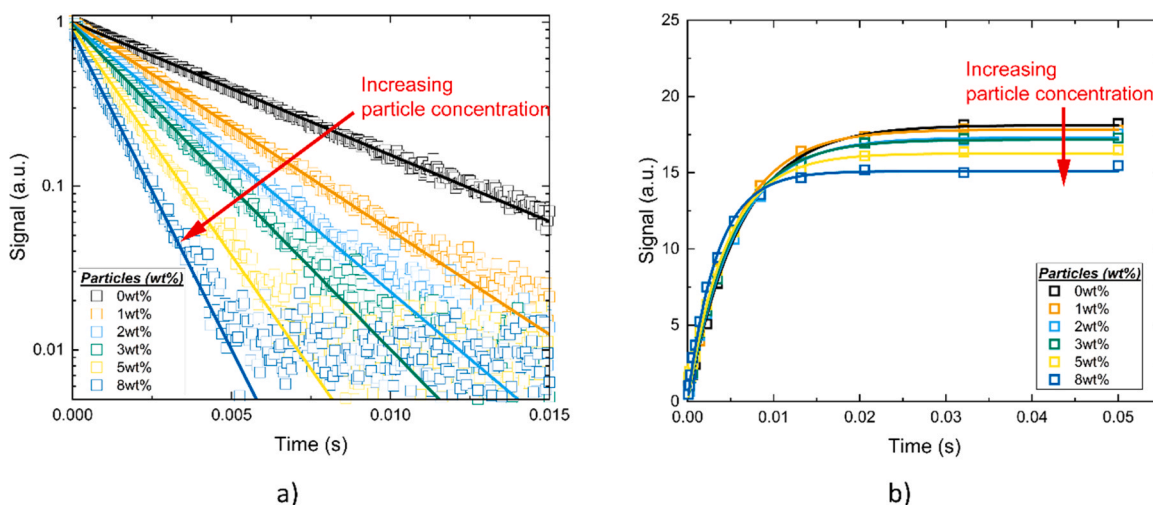 1
0.1
0.01
Signal (a.u.)
Increasing
particle concentration
Particles (wt%)
0wt%
1wt%
2wt%
3wt%
5wt%
8wt%
0.000
0.005
0.010
0.015
Time (s)
a)
25
20
15
10
5
0
Signal (a.u.)
Increasing
particle concentration
Particles (wt%)
0wt%
1wt%
2wt%
3wt%
5wt%
8wt%
0.00
0.01
0.02
0.03
0.04
0.05
Time (s)
b)